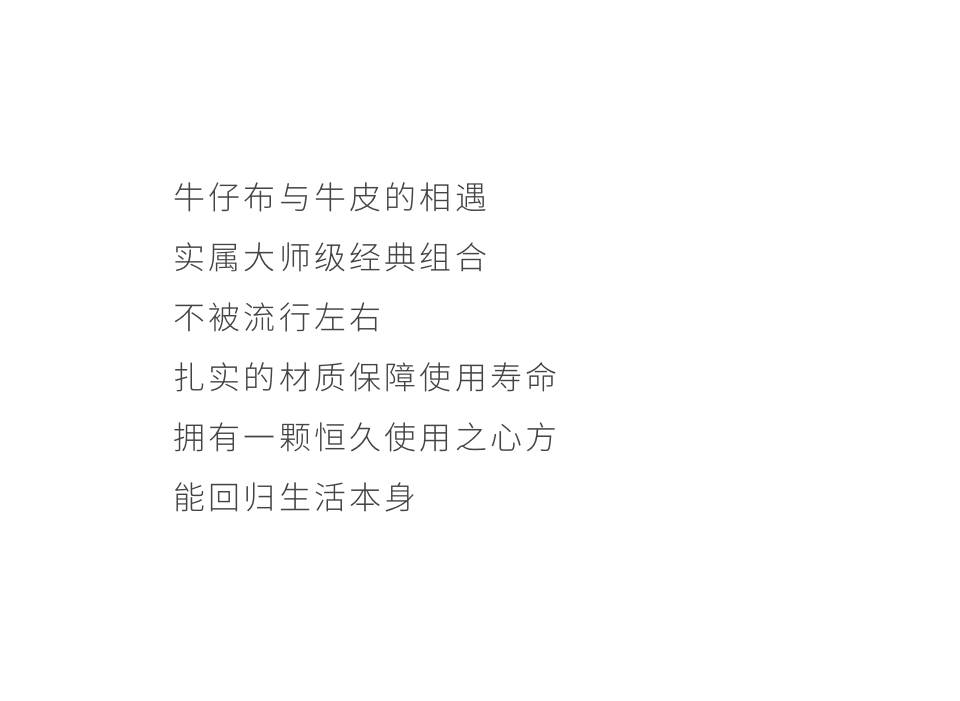 牛仔布与牛皮的相遇
实属大师级经典组合
不被流行左右
扎实的材质保障使用寿命
拥有一颗恒久使用之心方
能回归生活本身